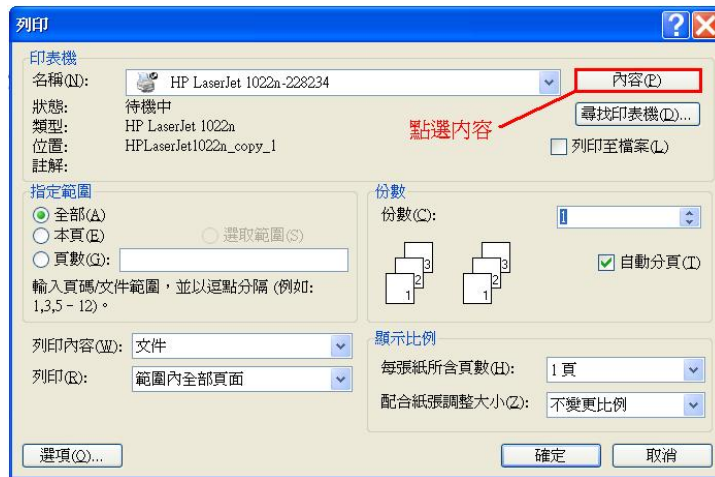 列印
印表機
名稱(N): HP LaserJet 1022n-228234 內容(P)
狀態: 待機中 尋找印表機(D)...
類型: HP LaserJet 1022n 點選內容
位置: HPLaserJet1022n_copy_1 列印至檔案(L)
註解:
指定範圍 份數
全部(A) 份數(C): 1
本頁(E) 選取範圍(S)
頁數(G): 自動分頁(T)
輸入頁碼/文件範圍，並以逗點分隔 (例如:
1,3,5 - 12)。
3 2 1 3 2 1
列印內容(W): 文件 顯示比例
每張紙所含頁數(H): 1 頁
列印(R): 範圍內全部頁面
配合紙張調整大小(Z): 不變更比例
選項(O)... 確定 取消